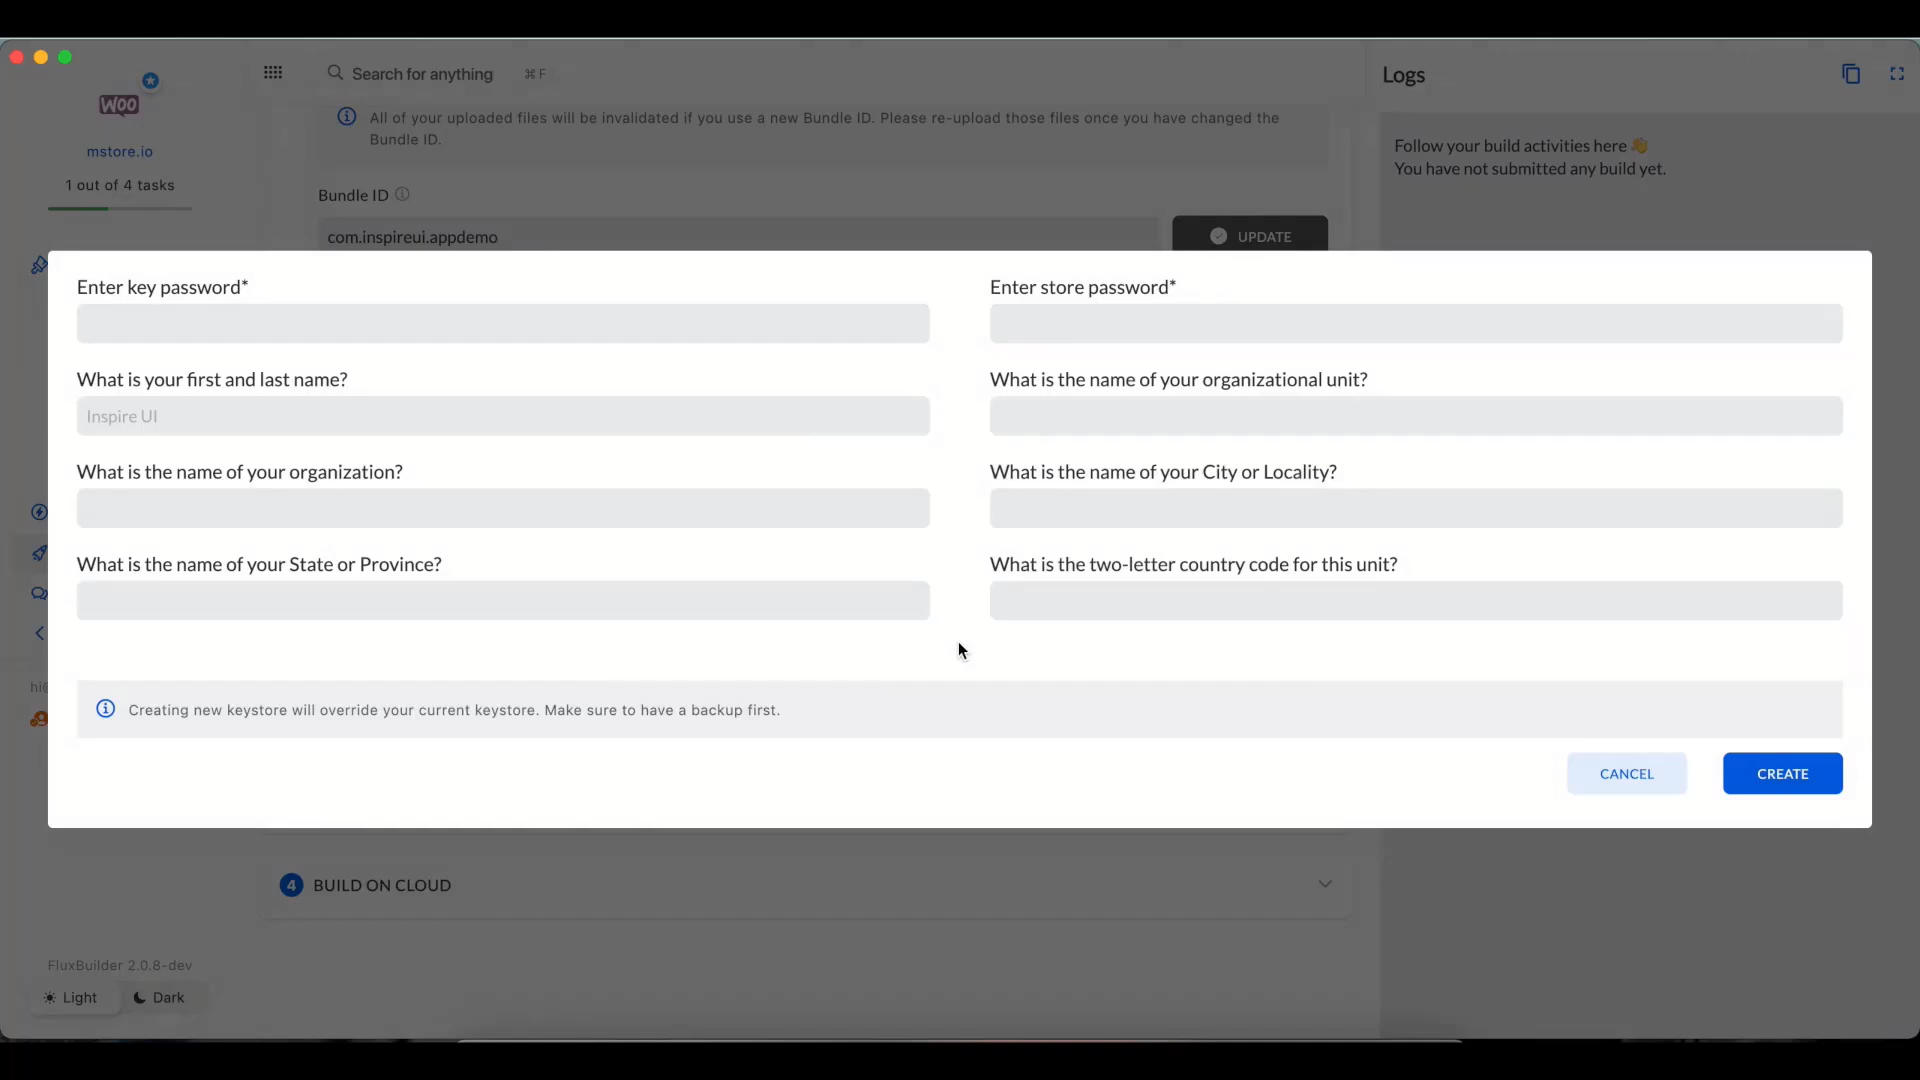 Search for anything
⌘ F
Logs
WOO
mstore.io
1 out of 4 tasks
All of your uploaded files will be invalidated if you use a new Bundle ID. Please re-upload those files once you have changed the
Bundle ID.
Follow your build activities here 👋
You have not submitted any build yet.
Bundle ID
com.inspireui.appdemo
UPDATE
Enter key password*
Enter store password*
What is your first and last name?
What is the name of your organizational unit?
Inspire UI
What is the name of your organization?
What is the name of your City or Locality?
What is the name of your State or Province?
What is the two-letter country code for this unit?
hi@
Creating new keystore will override your current keystore. Make sure to have a backup first.
CANCEL
CREATE
4 BUILD ON CLOUD
FluxBuilder 2.0.8-dev
Light
Dark